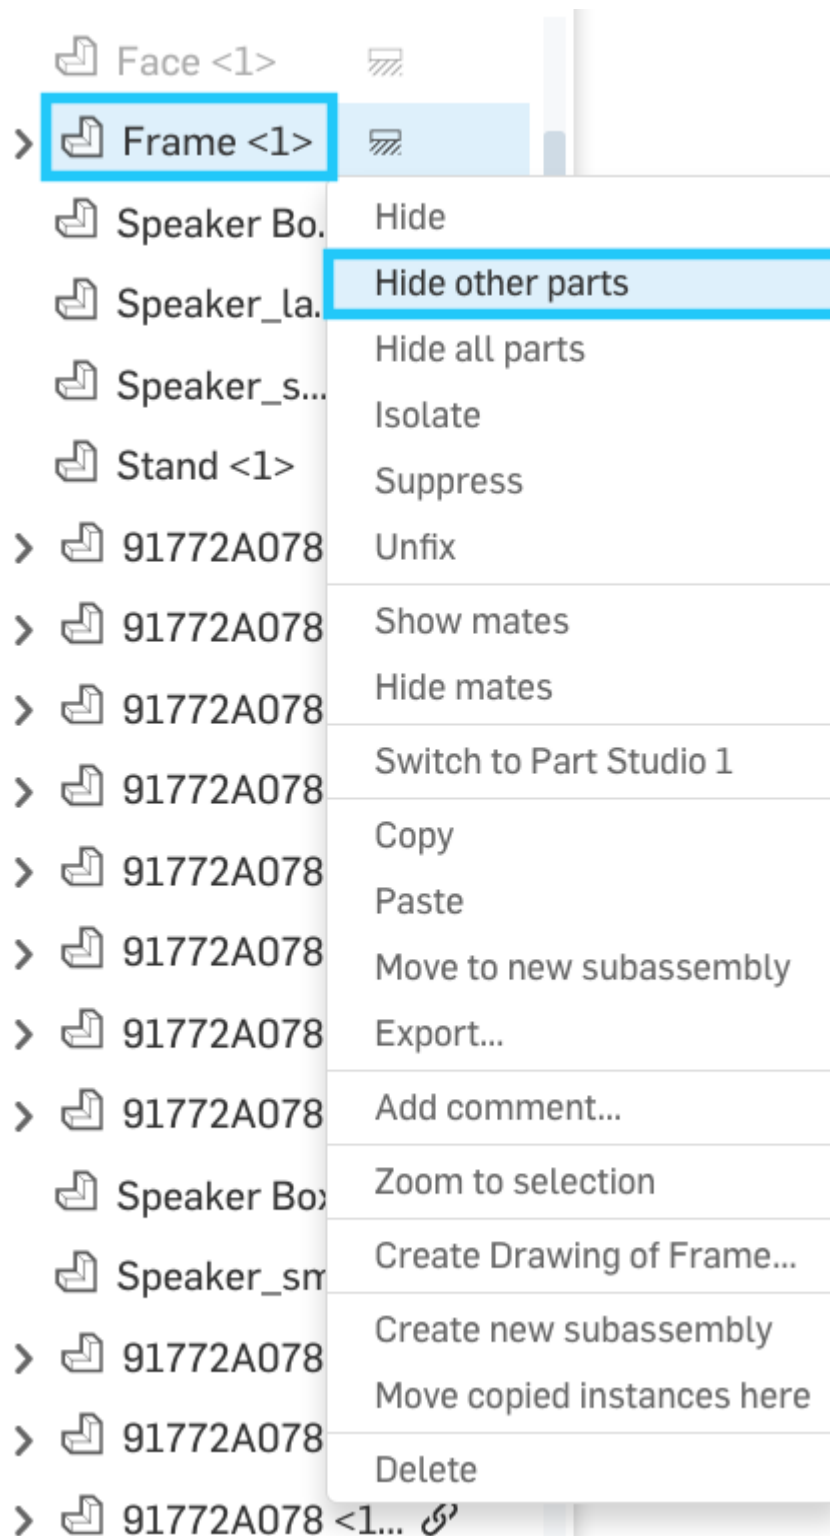 Face <1>
Frame <1>
Speaker Bo.
Speaker_la.
Speaker_s...
Stand <1>
91772A078
91772A078
91772A078
91772A078
91772A078
91772A078
91772A078
91772A078
Speaker Box
Speaker_sm
91772A078
91772A078
91772A078 <1...
Hide
Hide other parts
Hide all parts
Isolate
Suppress
Unfix
Show mates
Hide mates
Switch to Part Studio 1
Copy
Paste
Move to new subassembly
Export...
Add comment...
Zoom to selection
Create Drawing of Frame...
Create new subassembly
Move copied instances here
Delete